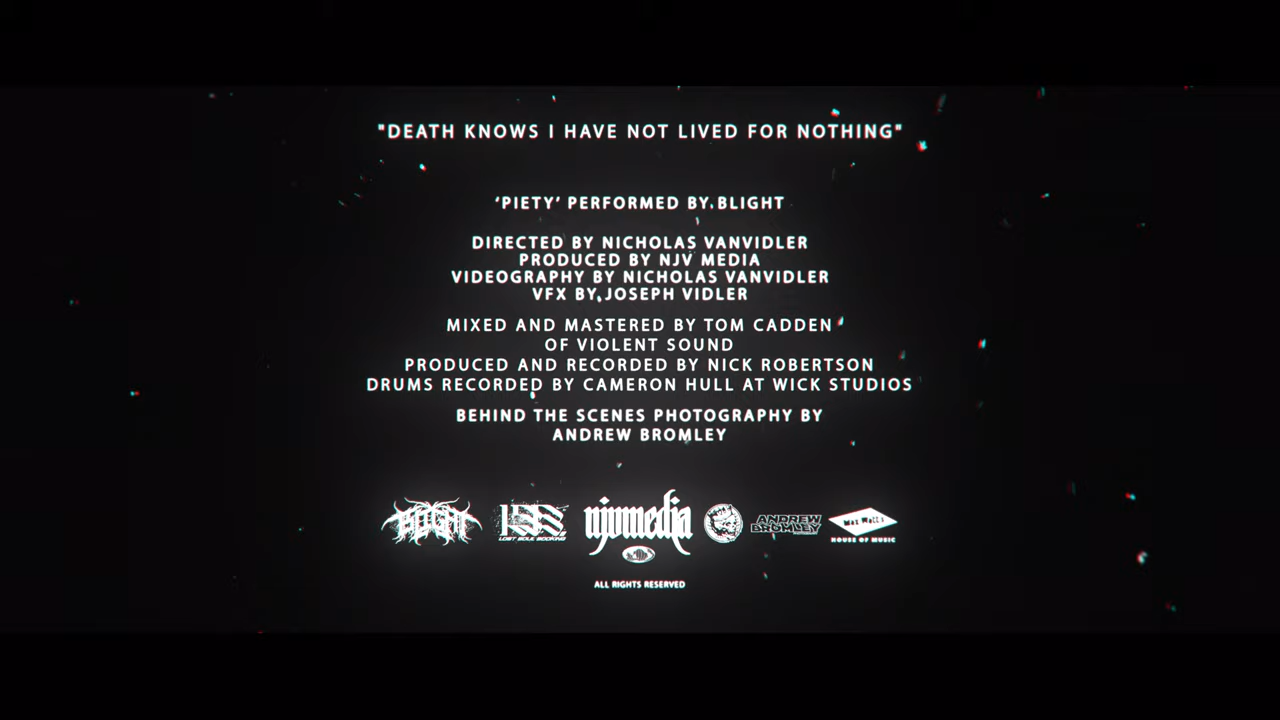 "DEATH KNOWS I HAVE NOT LIVED FOR NOTHING"
‘PIETY’ PERFORMED BY BLIGHT
DIRECTED BY NICHOLAS VANVIDLER
PRODUCED BY NJV MEDIA
VIDEOGRAPHY BY NICHOLAS VANVIDLER
VFX BY JOSEPH VIDLER
MIXED AND MASTERED BY TOM CADDEN
OF VIOLENT SOUND
PRODUCED AND RECORDED BY NICK ROBERTSON
DRUMS RECORDED BY CAMERON HULL AT WICK STUDIOS
BEHIND THE SCENES PHOTOGRAPHY BY
ANDREW BROMLEY
BLIGHT
LSB
LOST SOLE BOOKING
njvmedia
ANDREW
BROMLEY
Max Watt's
HOUSE OF MUSIC
ALL RIGHTS RESERVED